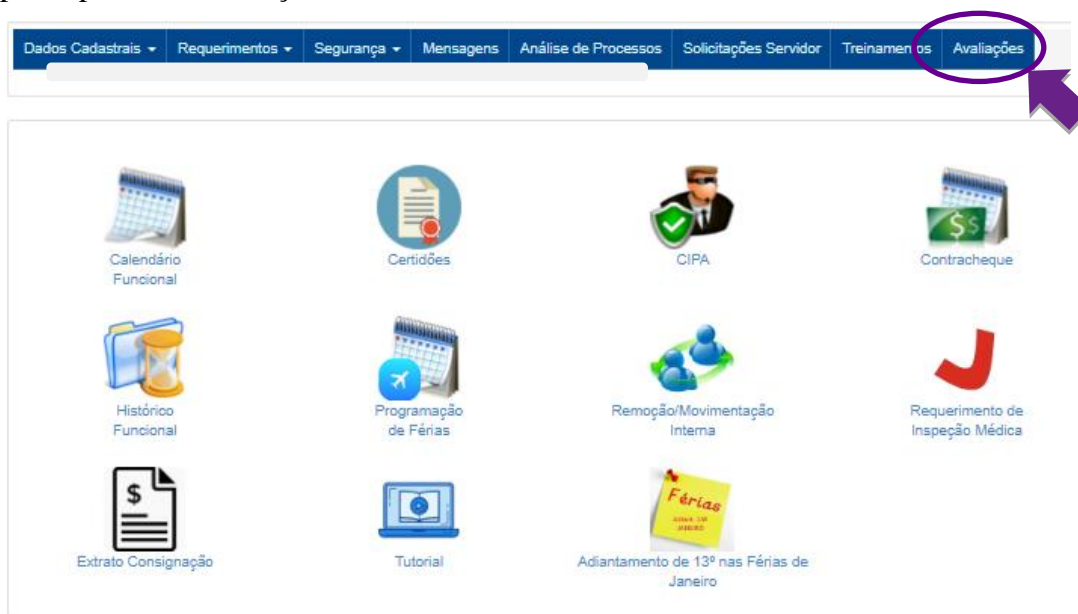 Dados Cadastrais Requerimentos Segurança Mensagens Análise de Processos Solicitações Servidor Treinamentos Avaliações
Calendário
Funcional
Certidões
CIPA
$$
Contracheque
Histórico
Funcional
Programação
de Férias
Remoção/Movimentação
Interna
Requerimento de
Inspeção Médica
$
Extrato Consignação
Tutorial
Férias
Adiantamento de 13º nas Férias de
Janeiro